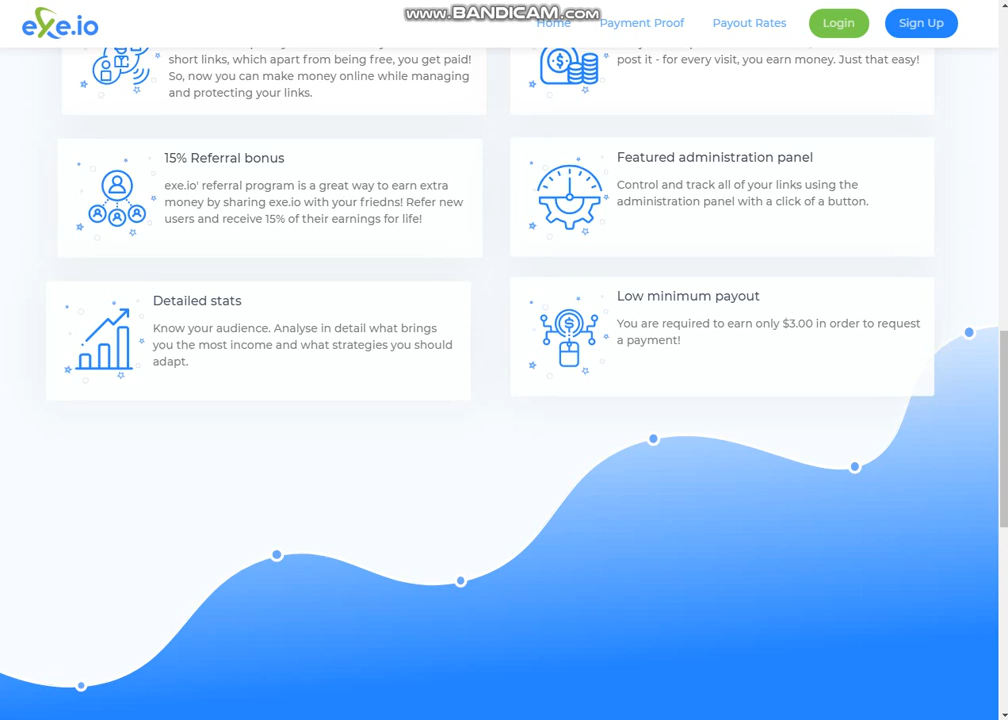 eXe.io
www.BANDICAM.com
Home
Payment Proof
Payout Rates
Login
Sign Up
short links, which apart from being free, you get paid!
So, now you can make money online while managing
and protecting your links.
post it - for every visit, you earn money. Just that easy!
15% Referral bonus
exe.io' referral program is a great way to earn extra
money by sharing exe.io with your friedns! Refer new
users and receive 15% of their earnings for life!
Featured administration panel
Control and track all of your links using the
administration panel with a click of a button.
Detailed stats
Know your audience. Analyse in detail what brings
you the most income and what strategies you should
adapt.
Low minimum payout
You are required to earn only $3.00 in order to request
a payment!